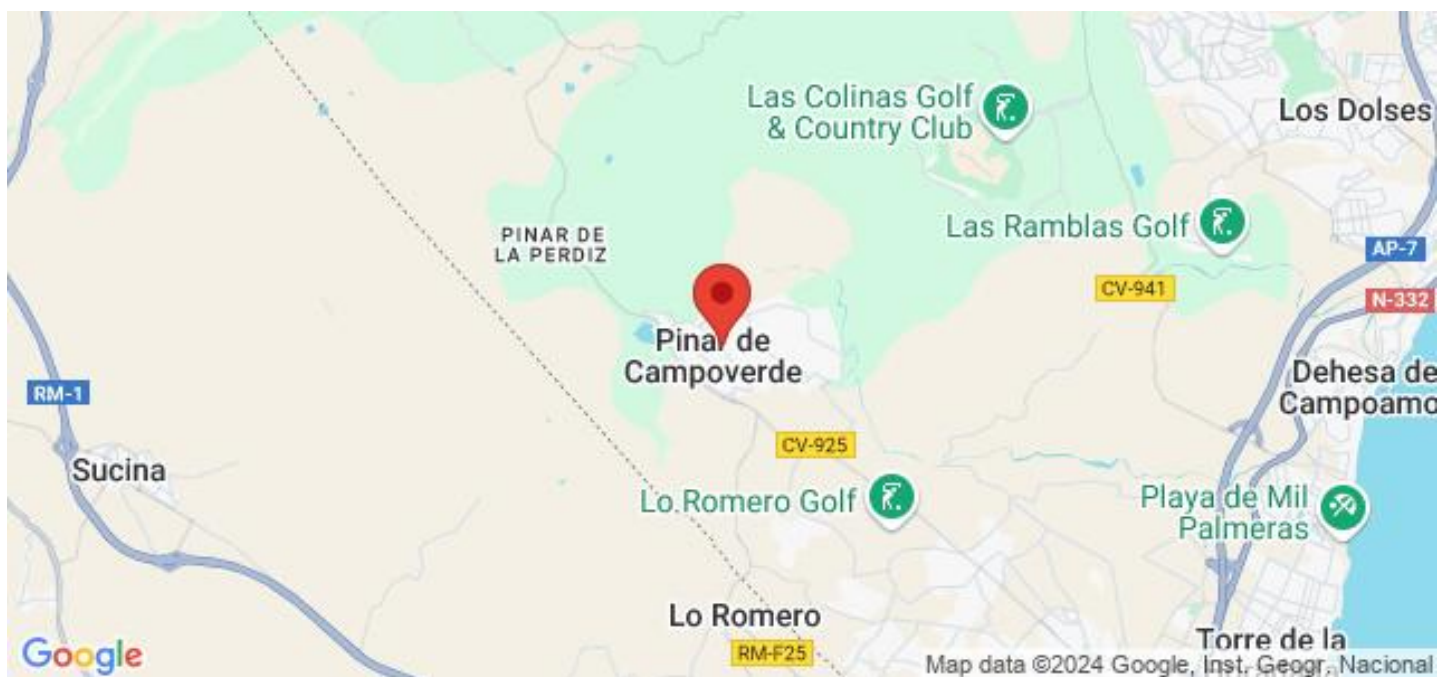 Las Colinas Golf
& Country Club
Los Dolses
Las Ramblas Golf
PINAR DE
LA PERDIZ
AP-7
CV-941
N-332
Pinar de
Campoverde
Dehesa de
Campoamo
RM-1
CV-925
Sucina
Lo Romero Golf
Playa de Mil
Palmeras
Lo Romero
Torre de la
RM-F25
Google
Map data ©2024 Google, Inst. Geogr. Nacional